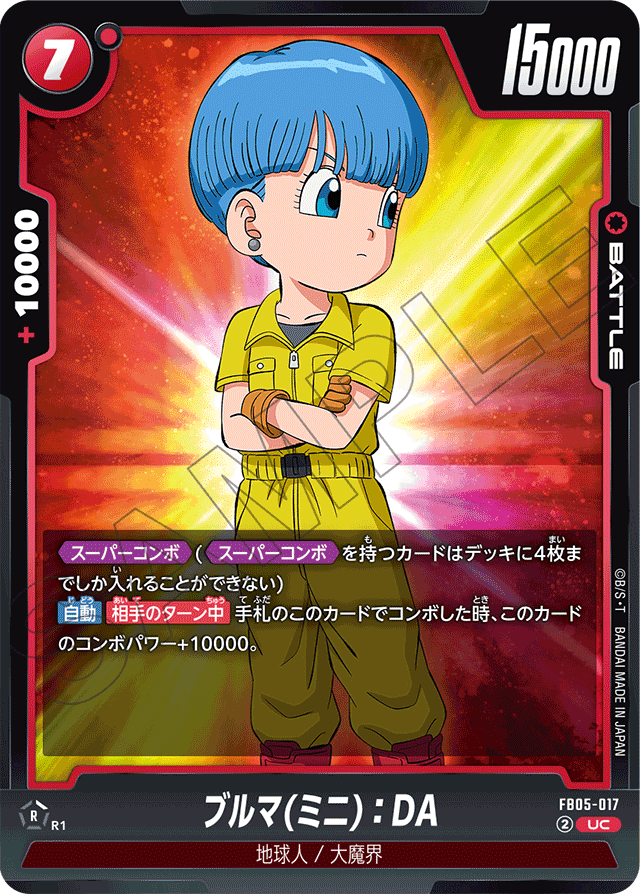 7
15000
+10000
BATTLE
SAMPLE
スーパーコンボ ( スーパーコンボ を持つカードはデッキに4枚ま
でしか入れることができない)
自動 相手のターン中 手札のこのカードでコンボした時、このカード
のコンボパワー+10000。
©B/S・T BANDAI MADE IN JAPAN
ブルマ(ミニ) : DA
FB05-017
R R1
② UC
地球人 / 大魔界